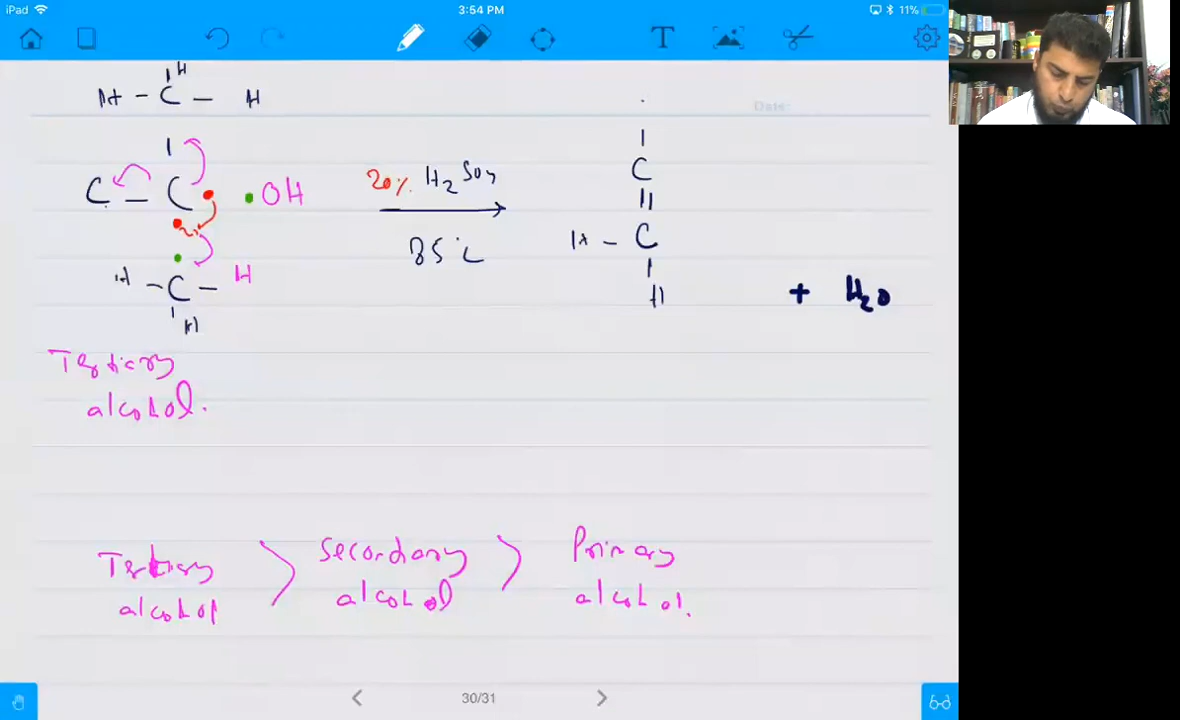 iPad
3:54 PM
11%
T
Date:
H
H - C - H
C - C OH
20% H2SO4
85°C
H - C - H
H
C
H - C
H
+ H2O
Tertiary
alcohol.
Tertiary alcohol > Secondary alcohol > Primary alcohol.
30/31